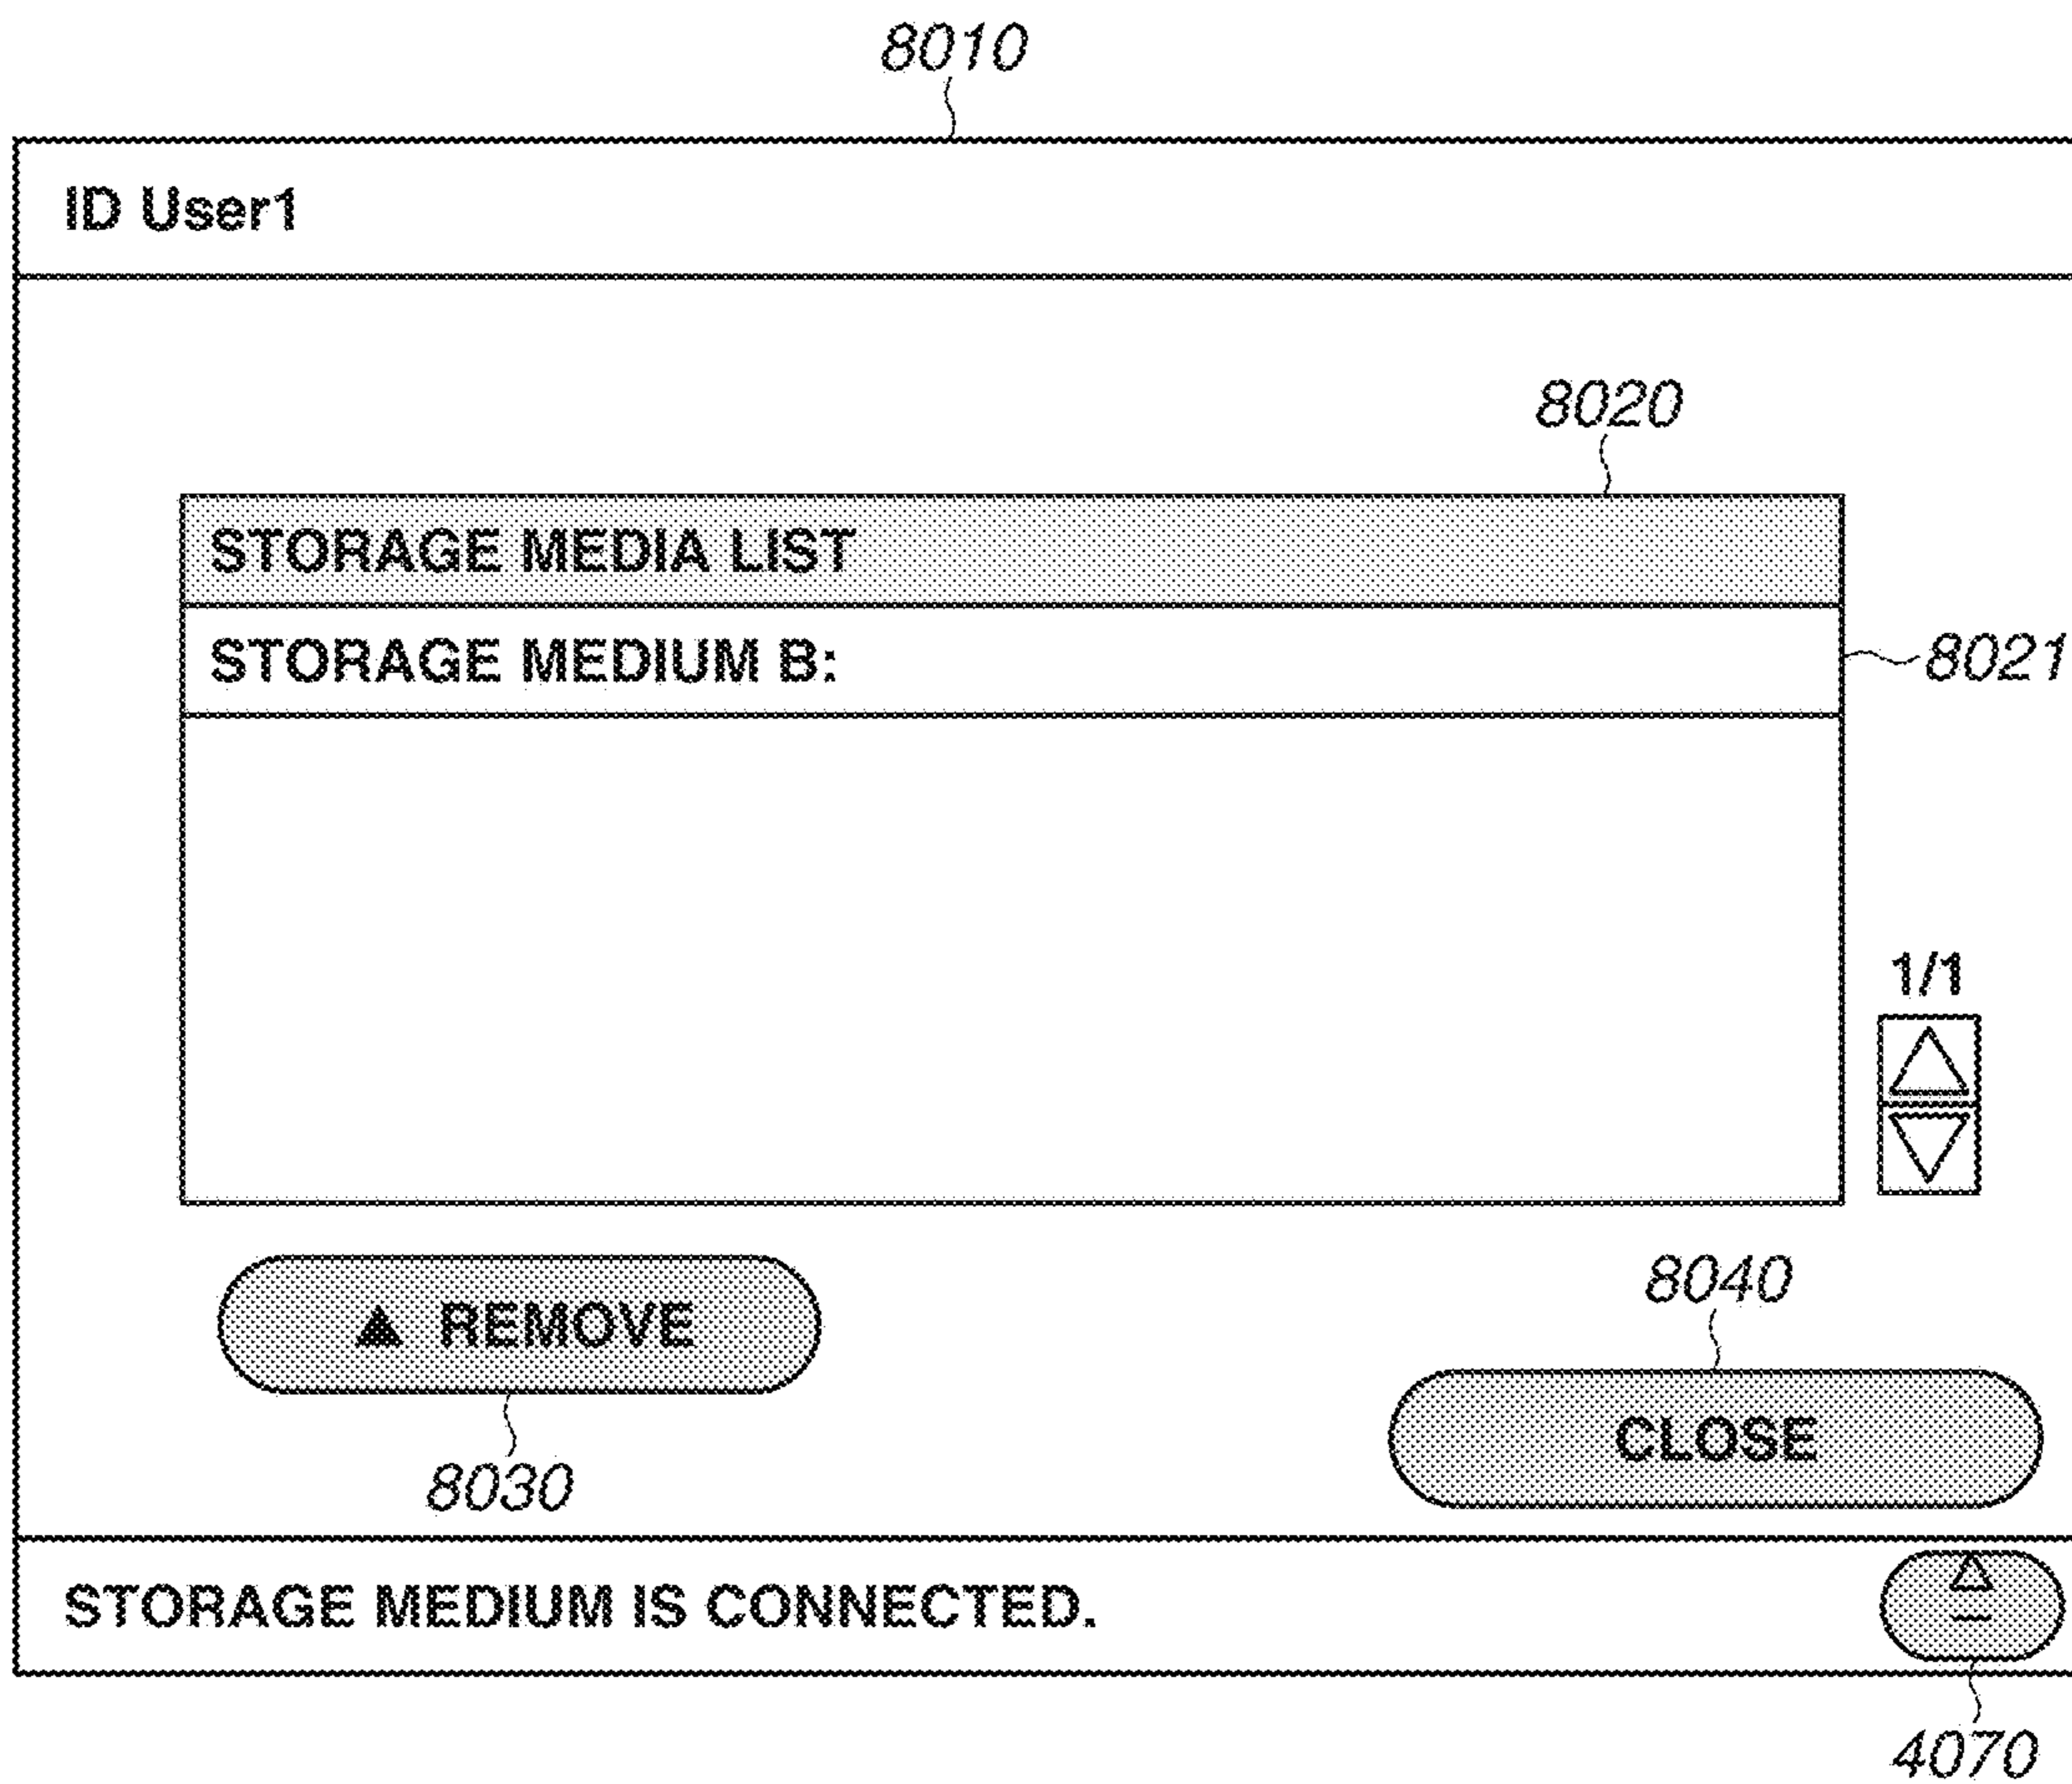 8010
ID User1
8020
STORAGE MEDIA LIST
STORAGE MEDIUM B:
8021
1/1
▲ REMOVE
8040
CLOSE
8030
STORAGE MEDIUM IS CONNECTED.
4070